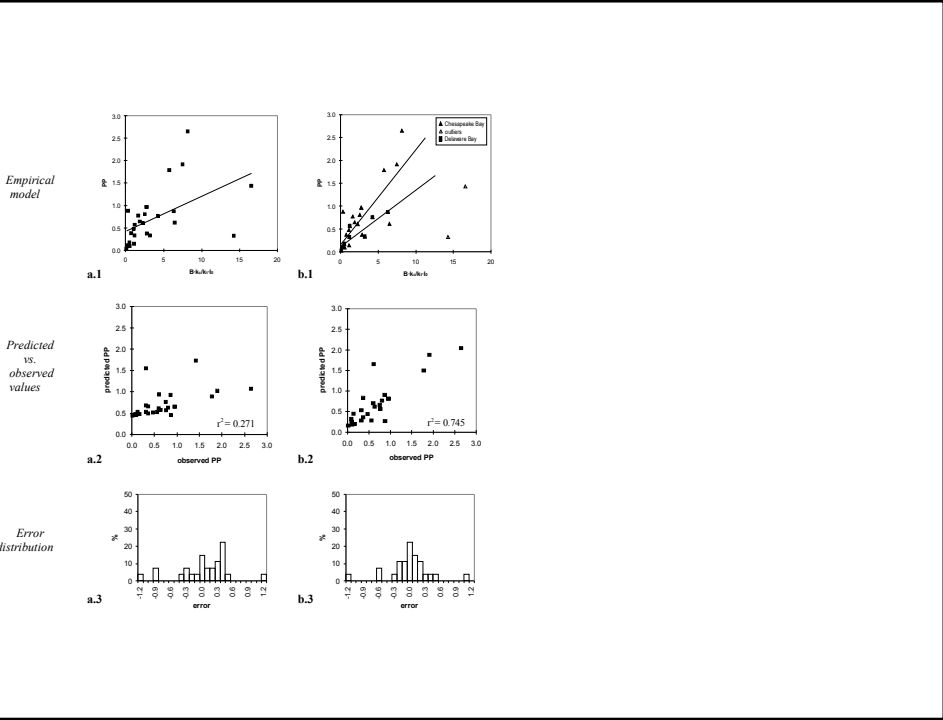 Empirical
model
3.0
2.5
2.0
1.5
1.0
0.5
0.0
PP
0 5 10 15 20
a.1
3.0
2.5
2.0
1.5
1.0
0.5
0.0
PP
Chesapeake Bay
outliers
Delaware Bay
0 5 10 15 20
b.1
Predicted
vs.
observed
values
3.0
2.5
2.0
1.5
1.0
0.5
0.0
predicted PP
r²= 0.271
0.0 0.5 1.0 1.5 2.0 2.5 3.0
observed PP
a.2
3.0
2.5
2.0
1.5
1.0
0.5
0.0
predicted PP
r²= 0.745
0.0 0.5 1.0 1.5 2.0 2.5 3.0
observed PP
b.2
Error
distribution
50
40
30
20
10
0
%
-1.2 -0.9 -0.6 -0.3 0.0 0.3 0.6 0.9 1.2
error
a.3
50
40
30
20
10
0
%
-1.2 -0.9 -0.6 -0.3 0.0 0.3 0.6 0.9 1.2
error
b.3